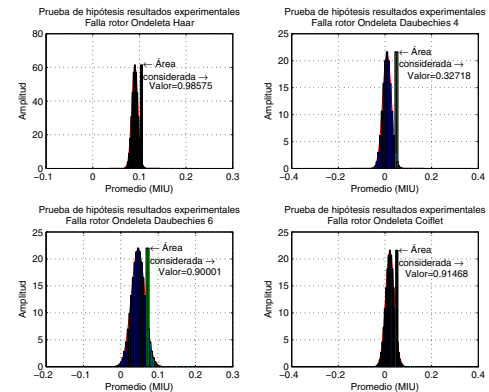 Prueba de hipótesis resultados experimentales
Falla rotor Ondeleta Haar
80
60
40
20
0
Amplitud
← Área
considerada →
Valor=0.98575
−0.1
0
0.1
0.2
0.3
Promedio (MIU)
Prueba de hipótesis resultados experimentales
Falla rotor Ondeleta Daubechies 4
25
20
15
10
5
0
Amplitud
← Área
considerada →
Valor=0.32718
−0.4
−0.2
0
0.2
0.4
Promedio (MIU)
Prueba de hipótesis resultados experimentales
Falla rotor Ondeleta Daubechies 6
25
20
15
10
5
0
Amplitud
← Área
considerada →
Valor=0.90001
−0.2
−0.1
0
0.1
0.2
0.3
Promedio (MIU)
Prueba de hipótesis resultados experimentales
Falla rotor Ondeleta Coiflet
25
20
15
10
5
0
Amplitud
← Área
considerada →
Valor=0.91468
−0.4
−0.2
0
0.2
0.4
Promedio (MIU)